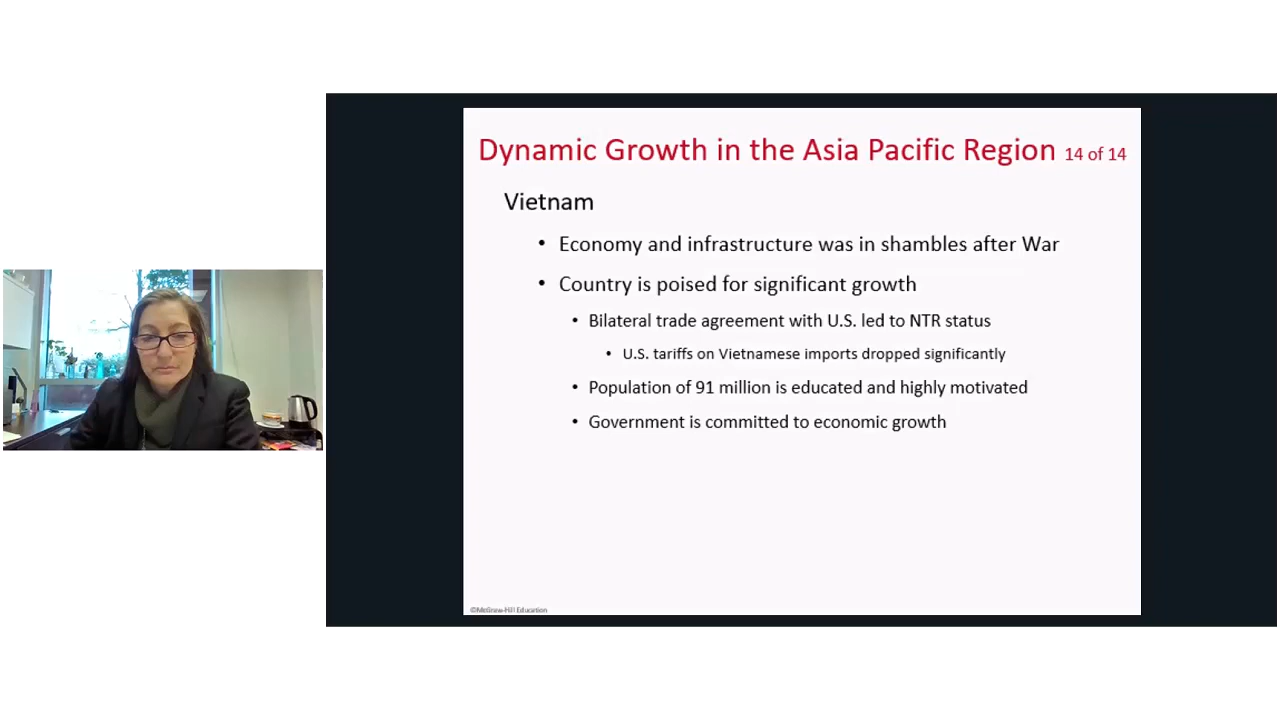 Dynamic Growth in the Asia Pacific Region 14 of 14
Vietnam
• Economy and infrastructure was in shambles after War
• Country is poised for significant growth
• Bilateral trade agreement with U.S. led to NTR status
• U.S. tariffs on Vietnamese imports dropped significantly
• Population of 91 million is educated and highly motivated
• Government is committed to economic growth
©McGraw-Hill Education